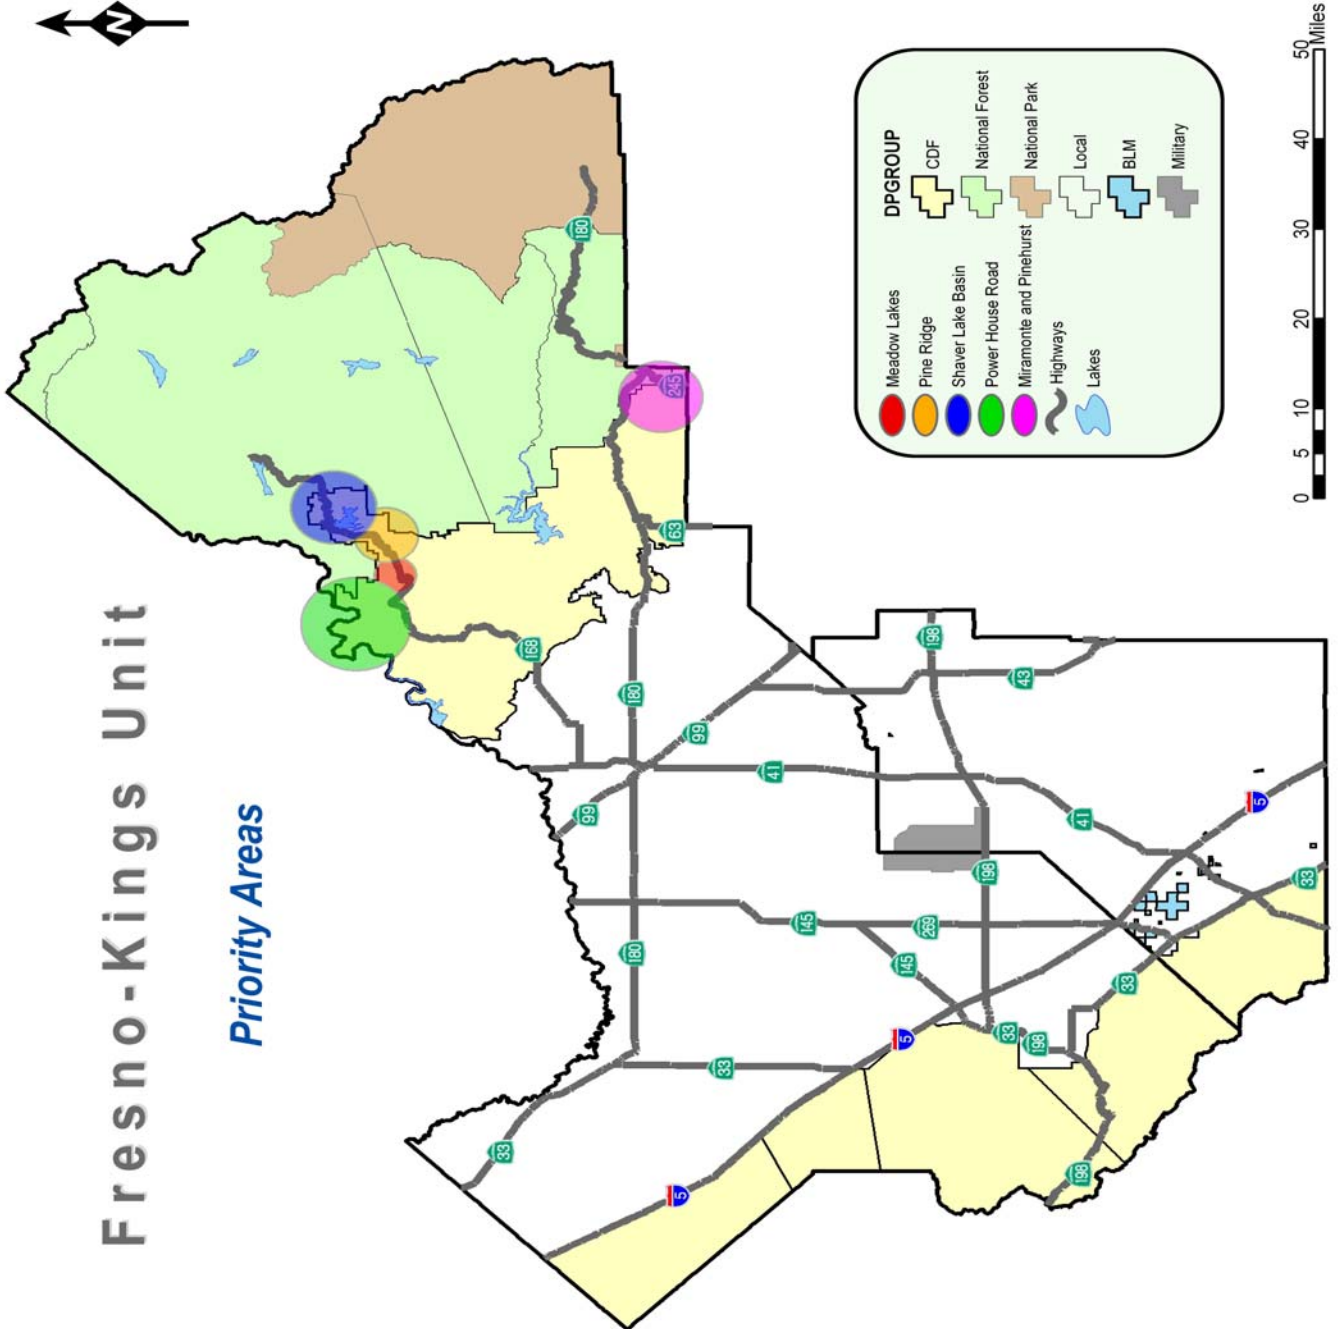 Fresno-Kings Unit
Priority Areas
N
180
245
63
168
180
99
99
41
198
43
180
145
269
145
198
41
5
33
33
5
33
198
33
33
5
198
Meadow Lakes
Pine Ridge
Shaver Lake Basin
Power House Road
Miramonte and Pinehurst
Highways
Lakes
DPGROUP
CDF
National Forest
National Park
Local
BLM
Military
0 5 10 20 30 40 50
Miles